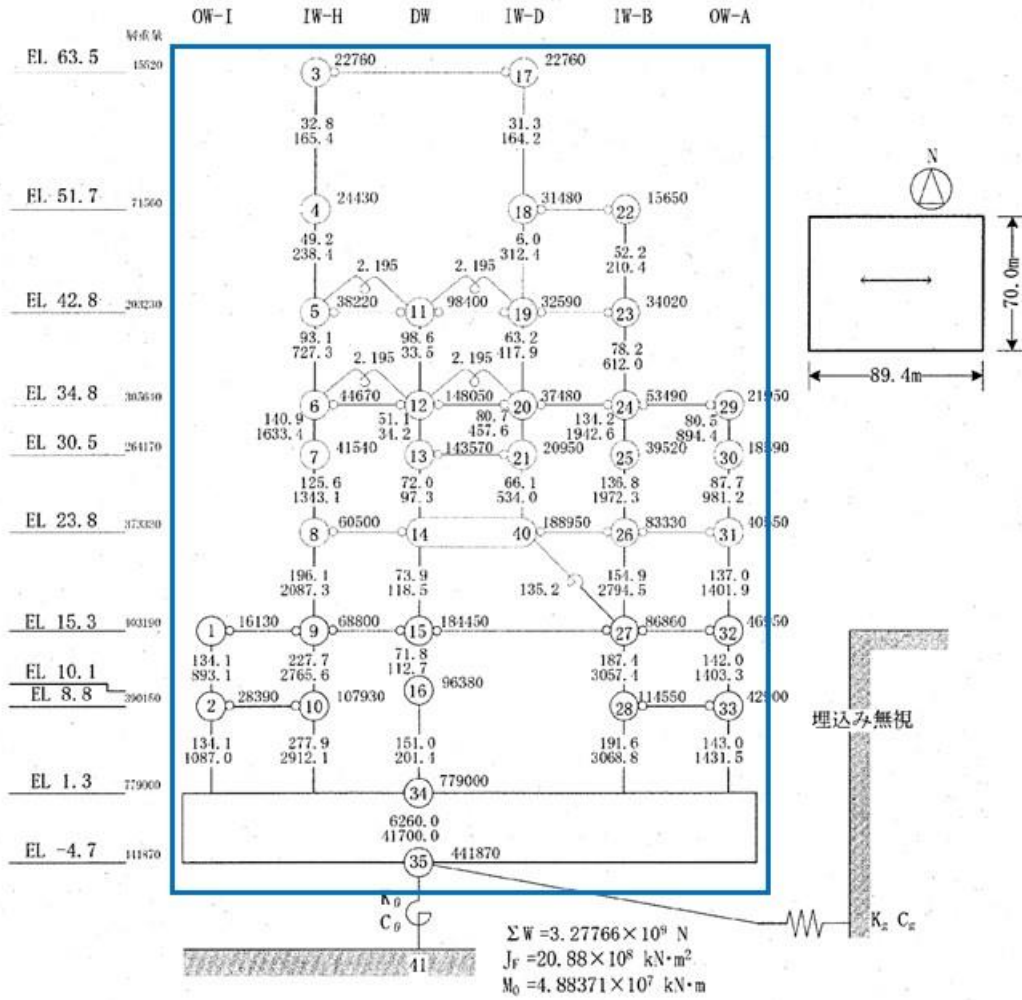 OW-I IW-H DW IW-D IW-B OW-A
層重量
EL 63.5 15520 3 22760 17 22760
32.8 31.3
165.4 164.2
N
EL 51.7 71560 4 24430 18 31480 22 15650
49.2 6.0 52.2
238.4 312.4 210.4
2.195 2.195
EL 42.8 203230 5 38220 11 98400 19 32590 23 34020
70.0m
93.1 98.6 63.2 78.2
727.3 33.5 417.9 612.0
2.195 2.195
89.4m
EL 34.8 305640 6 44670 12 148050 20 37480 24 53490 29 21950
140.9 51.1 80.7 134.2 80.5
1633.4 34.2 457.6 1942.6 894.4
EL 30.5 264170 7 41540 13 143570 21 20950 25 39520 30
125.6 72.0 66.1 136.8 87.7
1343.1 97.3 534.0 1972.3 981.2
EL 23.8 373330 8 60500 14 40 188950 26 83330 31
196.1 73.9 135.2 154.9 137.0
2087.3 118.5 2794.5 1401.9
EL 15.3 403190 1 16130 9 68800 15 184450 27 86860 32
134.1 227.7 71.8 187.4 142.0
893.1 2765.6 112.7 3057.4 1403.3
EL 10.1 16 96380
EL 8.8 390150 2 28390 10 107930 28 114550 33 42900
埋込み無視
134.1 277.9 151.0 191.6 143.0
1087.0 2912.1 201.4 3068.8 1431.5
EL 1.3 779000 34 779000
6260.0
41700.0
EL -4.7 441870 35 441870
Kθ
Cθ
ΣW=3.27766×10⁹ N
JF=20.88×10⁸ kN·m²
M₀=4.88371×10⁷ kN·m
41